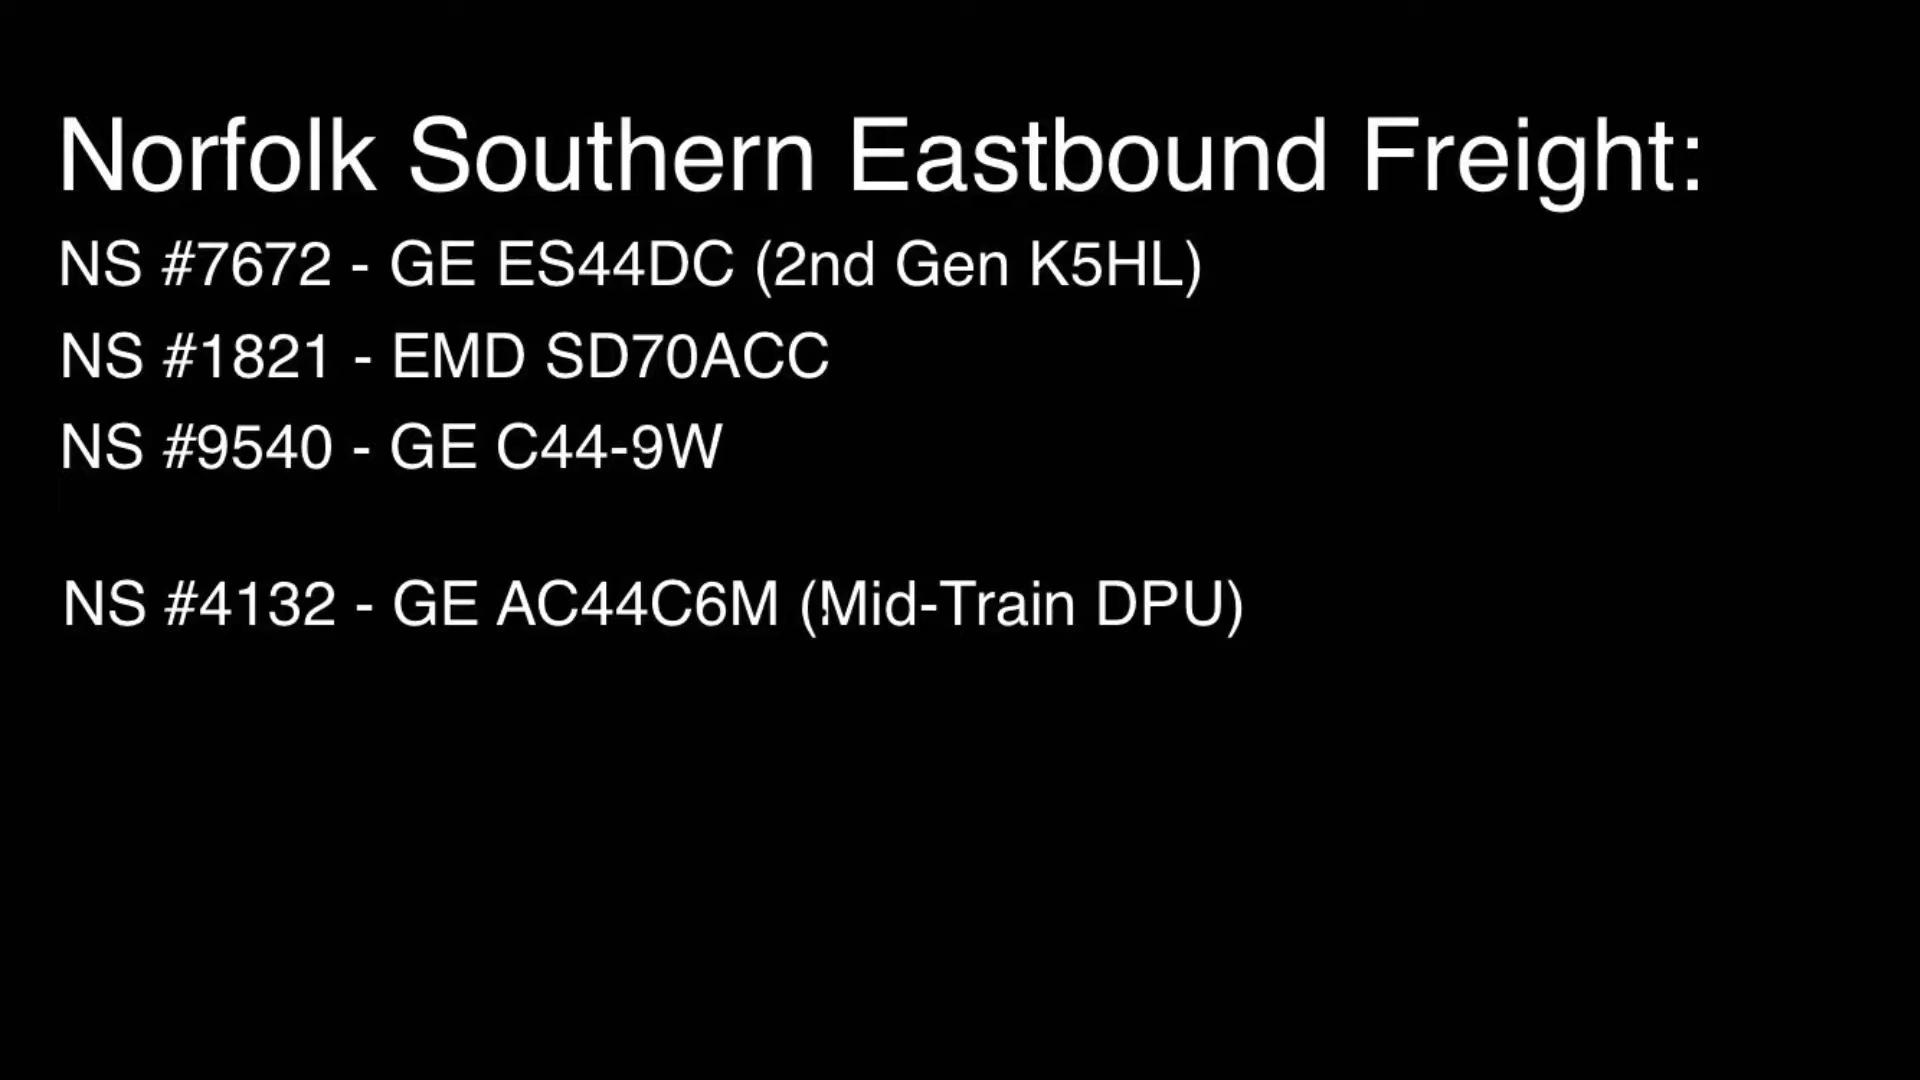 Norfolk Southern Eastbound Freight:
NS #7672 - GE ES44DC (2nd Gen K5HL)
NS #1821 - EMD SD70ACC
NS #9540 - GE C44-9W
NS #4132 - GE AC44C6M (Mid-Train DPU)